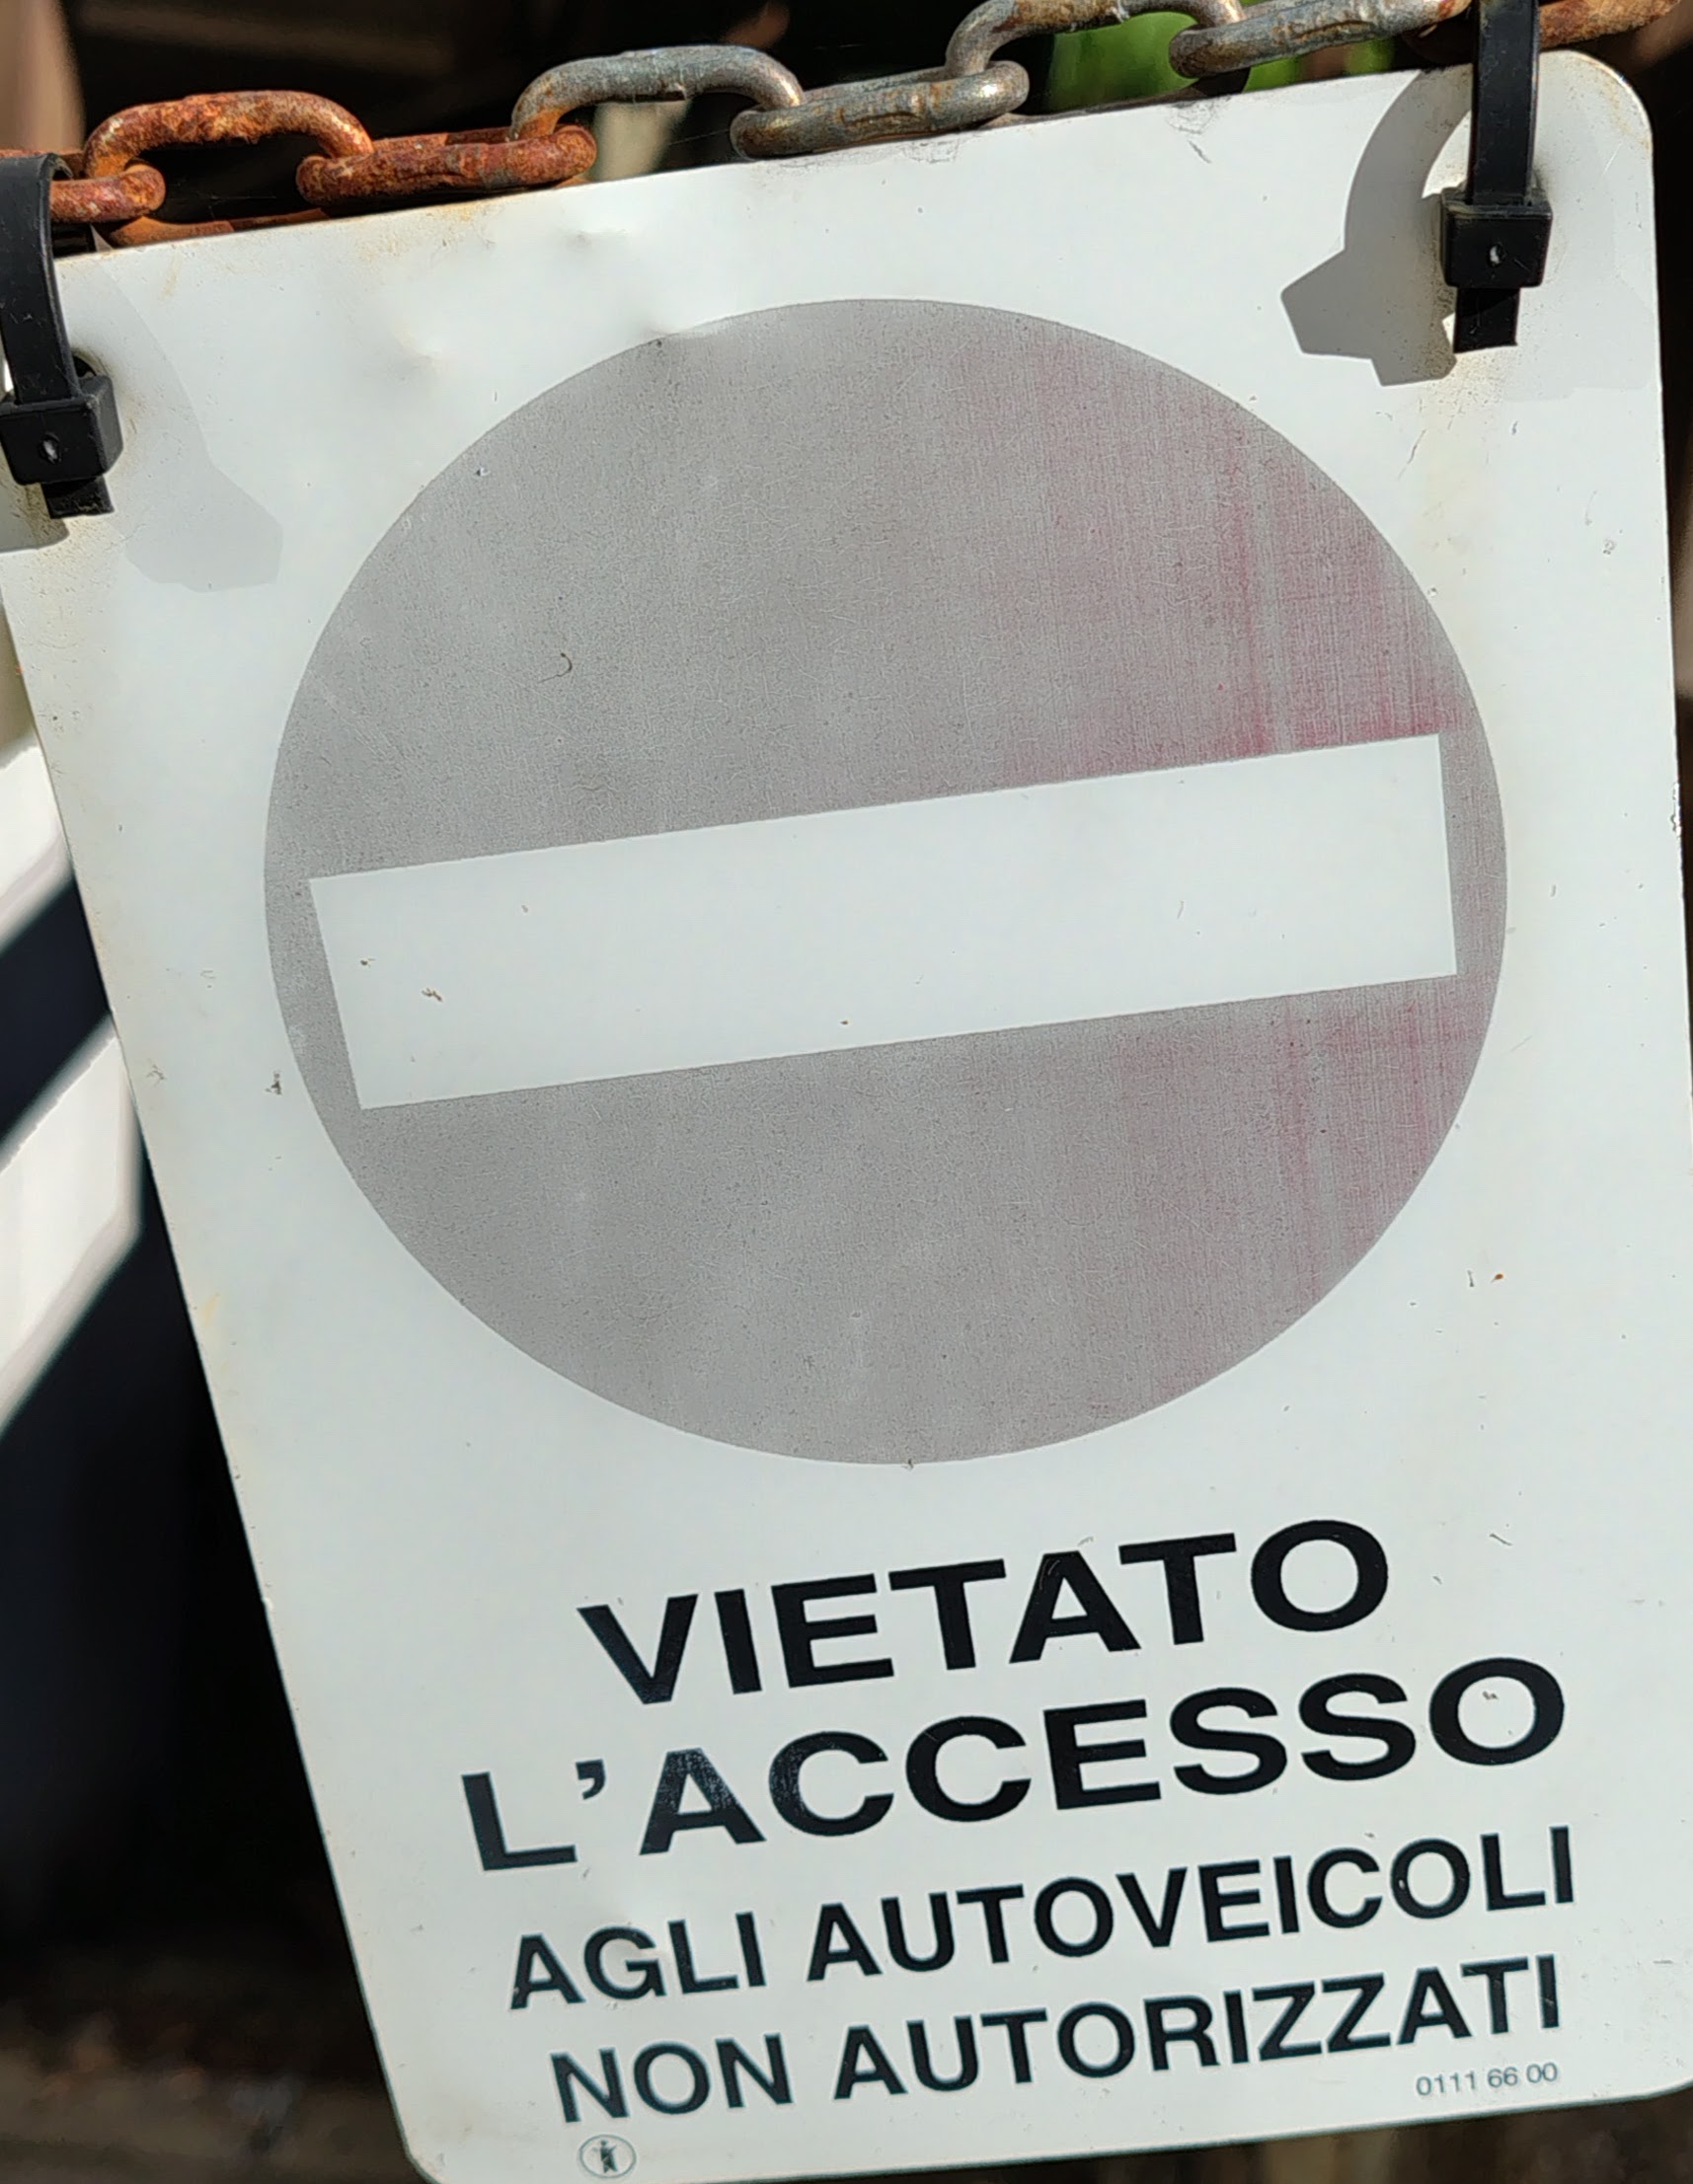 VIETATO
L'ACCESSO
AGLI AUTOVEICOLI
NON AUTORIZZATI
0111 66 00